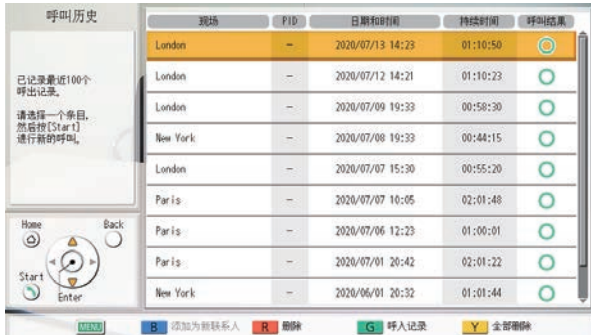 呼叫历史
现场 PID 日期和时间 持续时间 呼叫结果
London – 2020/07/13 14:23 01:10:50
London – 2020/07/12 14:21 01:10:23
London – 2020/07/09 19:33 00:58:30
New York – 2020/07/08 19:33 00:44:15
London – 2020/07/07 15:30 00:55:20
Paris – 2020/07/07 10:05 02:01:48
Paris – 2020/07/06 12:23 01:00:01
Paris – 2020/07/01 20:42 02:01:22
New York – 2020/06/01 20:32 01:01:44
已记录最近100个
呼出记录。
请选择一个条目,
然后按[Start]
进行新的呼叫。
Home Back
Start
Enter
MENU B 添加为新联系人 R 删除 G 呼入记录 Y 全部删除